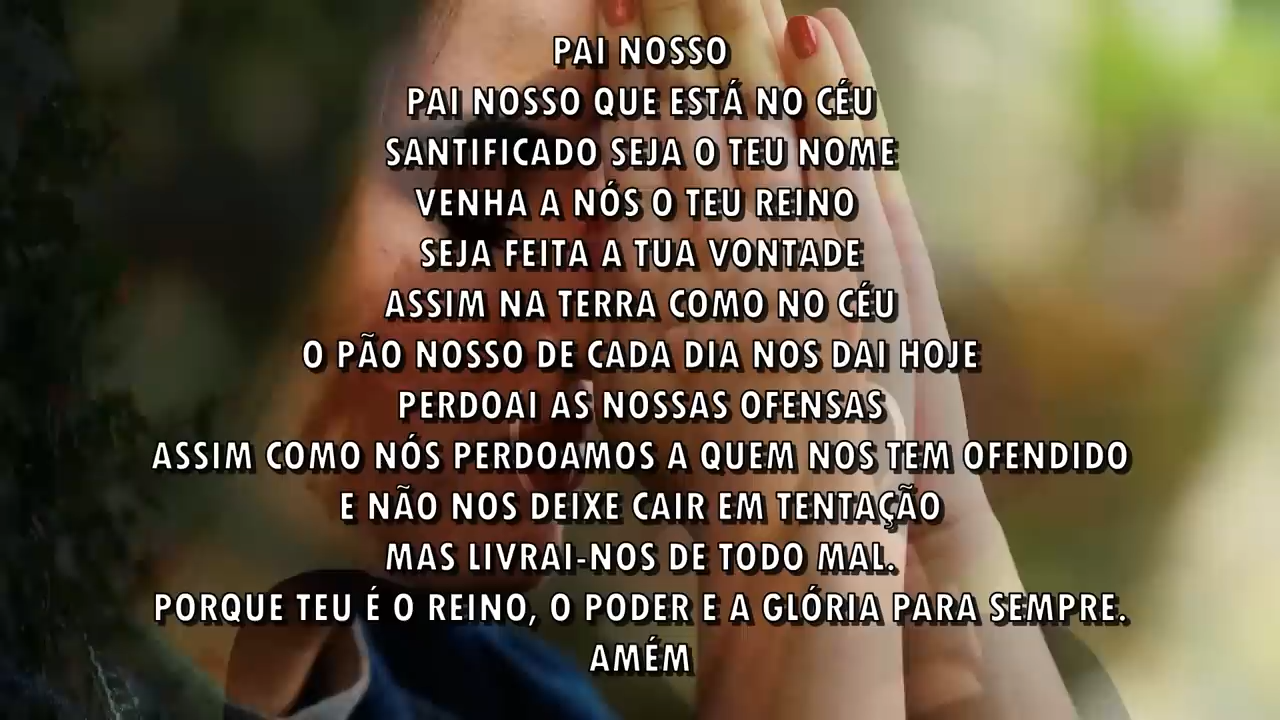 PAI NOSSO
PAI NOSSO QUE ESTÁ NO CÉU
SANTIFICADO SEJA O TEU NOME
VENHA A NÓS O TEU REINO
SEJA FEITA A TUA VONTADE
ASSIM NA TERRA COMO NO CÉU
O PÃO NOSSO DE CADA DIA NOS DAI HOJE
PERDOAI AS NOSSAS OFENSAS
ASSIM COMO NÓS PERDOAMOS A QUEM NOS TEM OFENDIDO
E NÃO NOS DEIXE CAIR EM TENTAÇÃO
MAS LIVRAI-NOS DE TODO MAL.
PORQUE TEU É O REINO, O PODER E A GLÓRIA PARA SEMPRE.
AMÉM